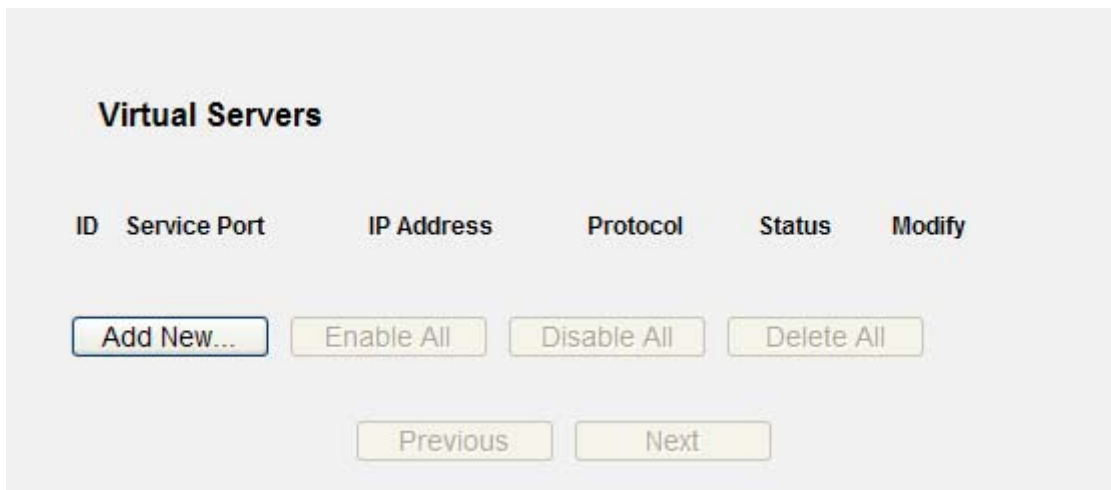 Virtual Servers
ID Service Port IP Address Protocol Status Modify
Add New... Enable All Disable All Delete All
Previous Next